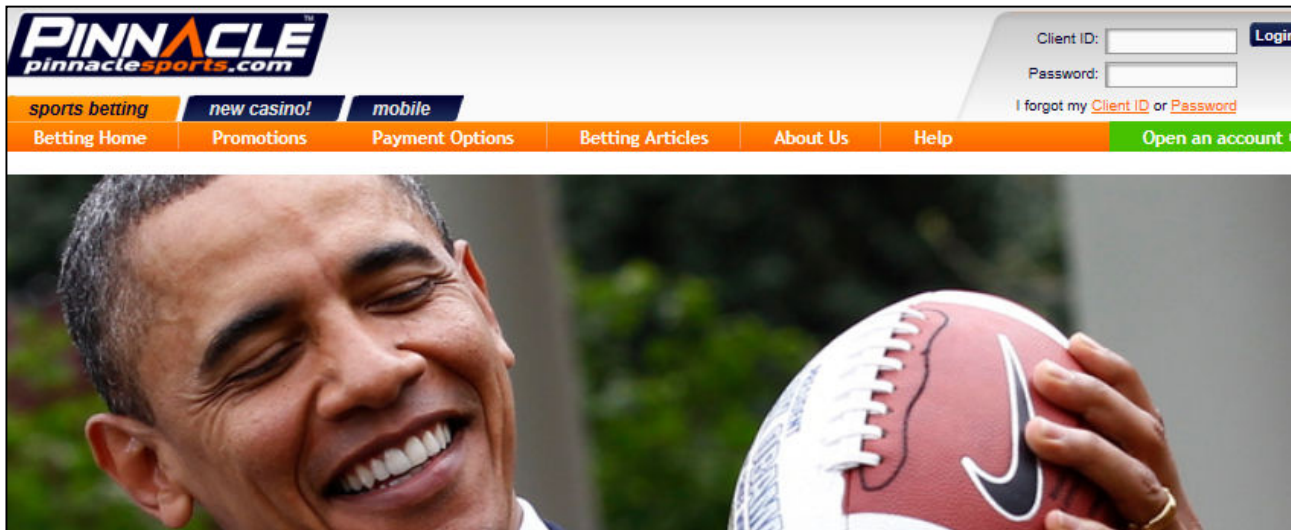 PINNACLE™
pinnaclesports.com
Client ID:
Login
Password:
I forgot my Client ID or Password
sports betting new casino! mobile
Betting Home Promotions Payment Options Betting Articles About Us Help Open an account